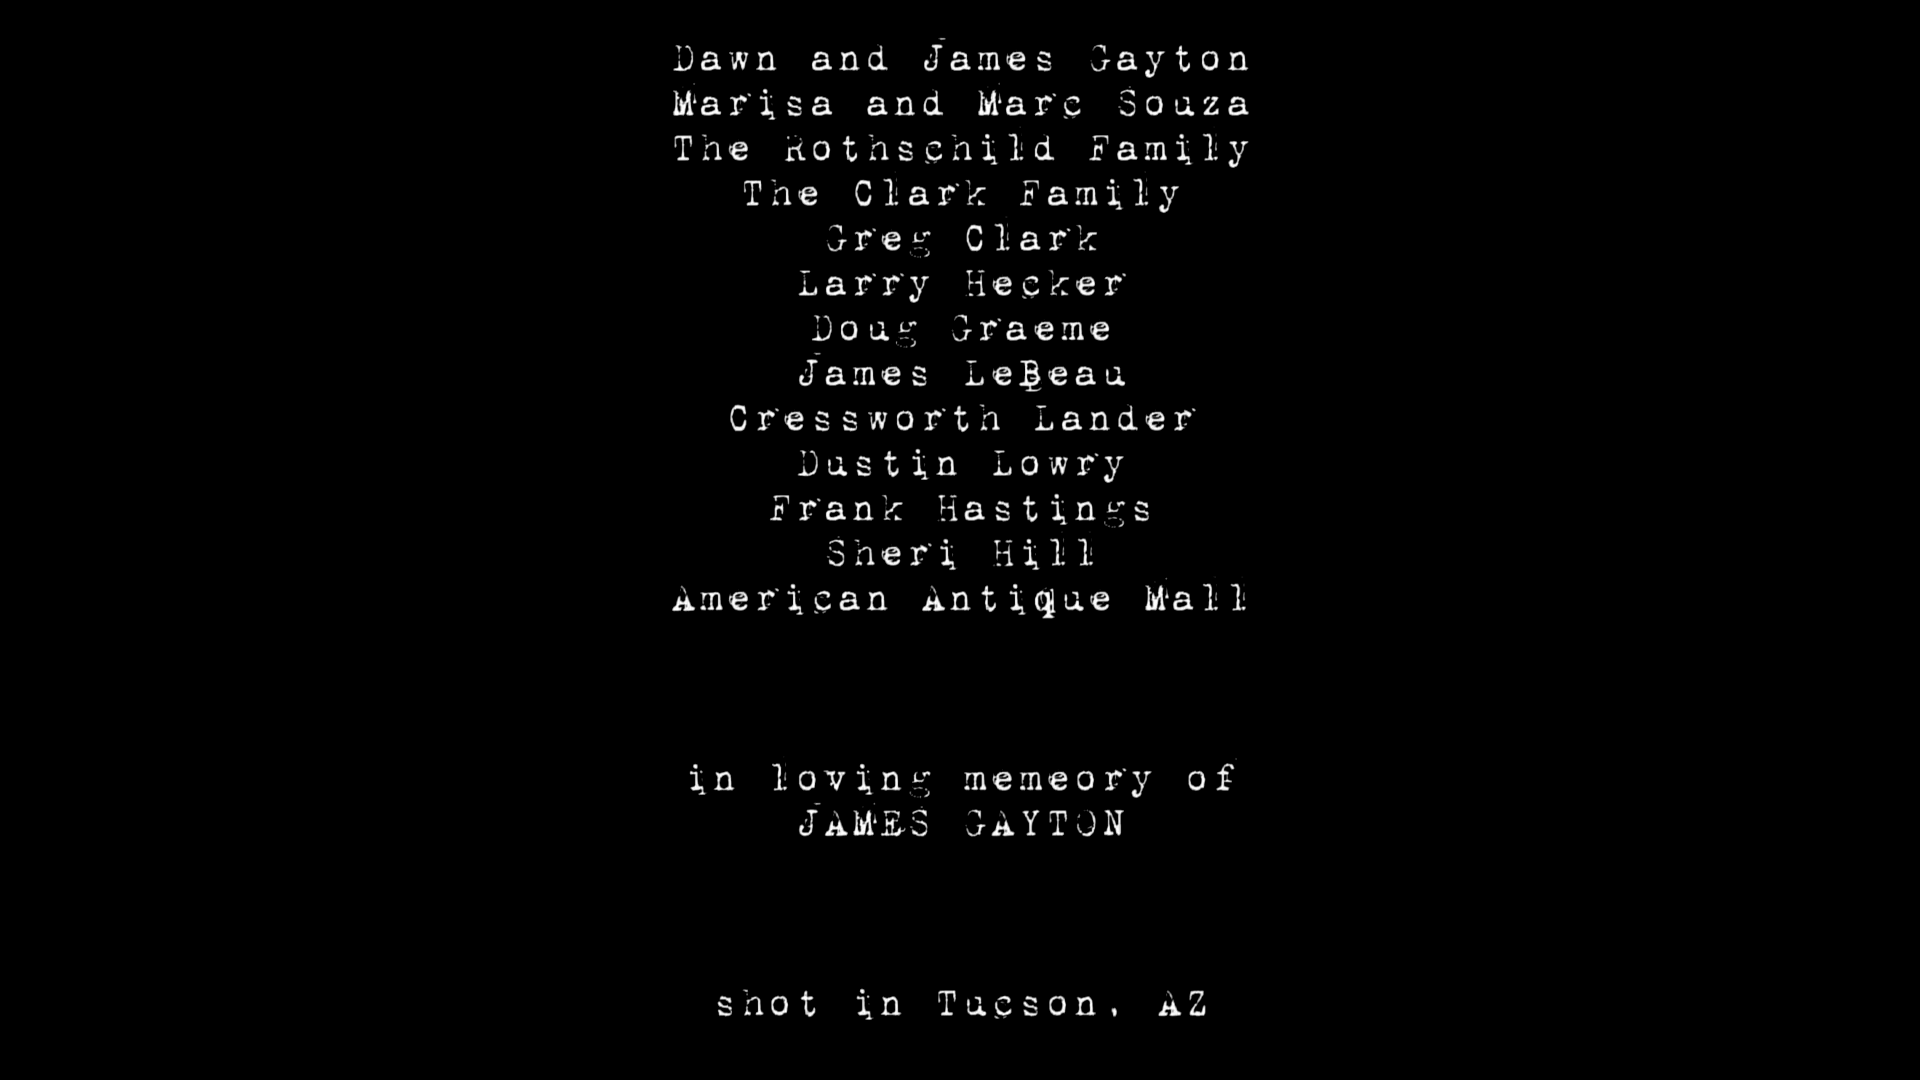 Dawn and James Gayton
Marisa and Marc Souza
The Rothschild Family
The Clark Family
Greg Clark
Larry Hecker
Doug Graeme
James LeBeau
Cressworth Lander
Dustin Lowry
Frank Hastings
Sheri Hill
American Antique Mall
in loving memeory of
JAMES GAYTON
shot in Tucson, AZ